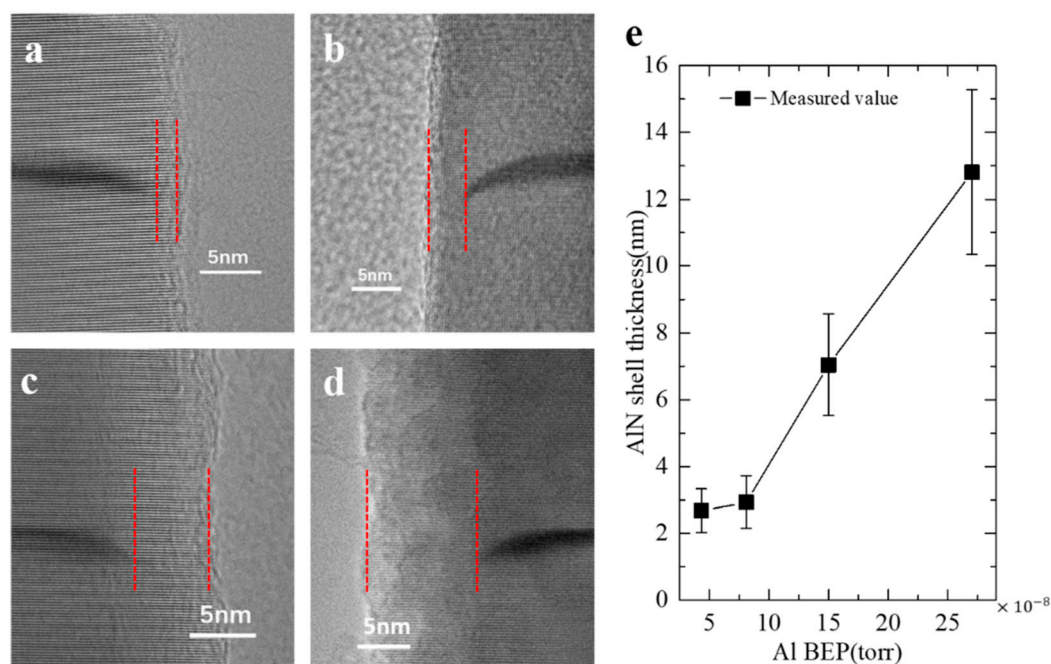 a
5nm
b
5nm
c
5nm
d
5nm
e
Measured value
16
14
12
10
8
6
4
2
0
AlN shell thickness(nm)
5
10
15
20
25
× 10⁻⁸
Al BEP(torr)